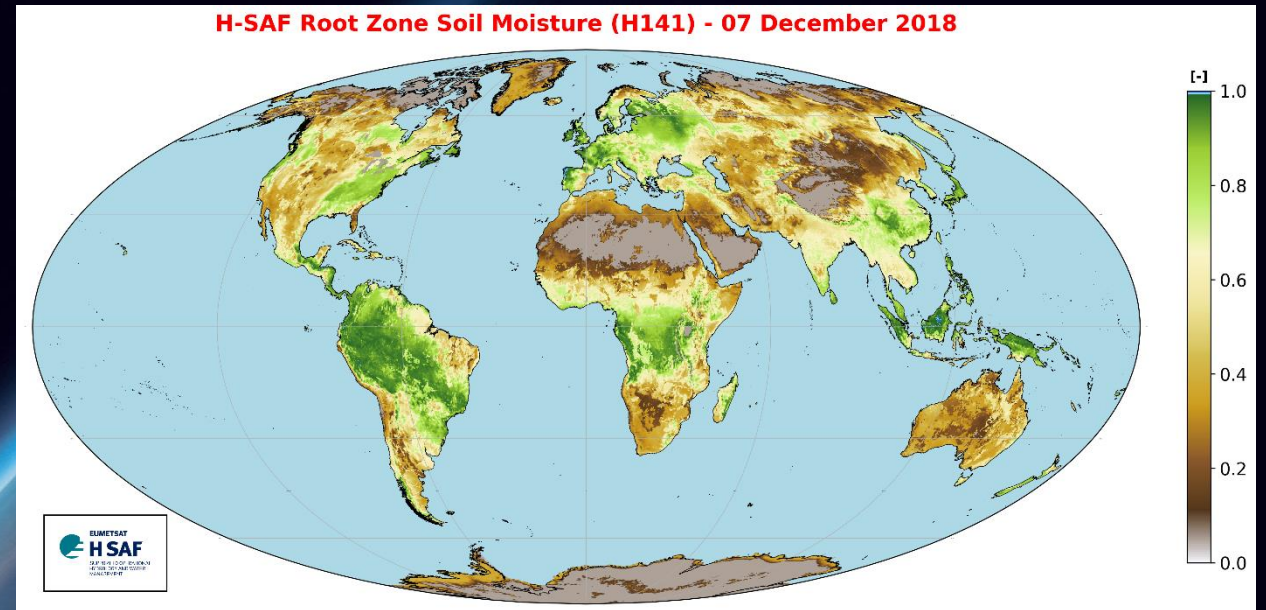 H-SAF Root Zone Soil Moisture (H141) - 07 December 2018
[-]
1.0
0.8
0.6
0.4
0.2
0.0
EUMETSAT
H SAF